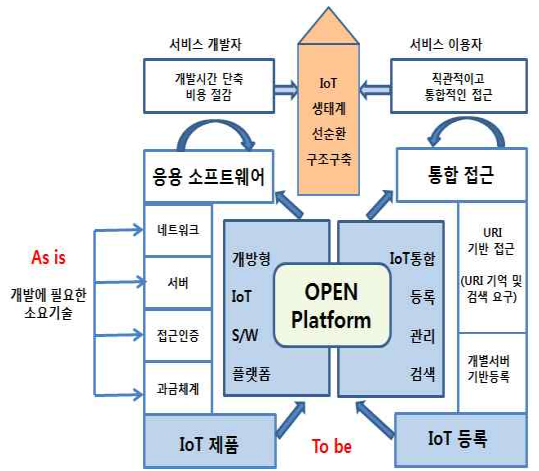 서비스 개발자
서비스 이용자
개발시간 단축
비용 절감
IoT
생태계
선순환
구조구축
직관적이고
통합적인 접근
응용 소프트웨어
통합 접근
As is
개발에 필요한
소요기술
네트워크
서버
접근인증
과금체계
개방형
IoT
S/W
플랫폼
OPEN
Platform
IoT통합
등록
관리
검색
URI
기반 접근
(URI 기억 및
검색 요구)
개별서버
기반등록
IoT 제품
To be
IoT 등록